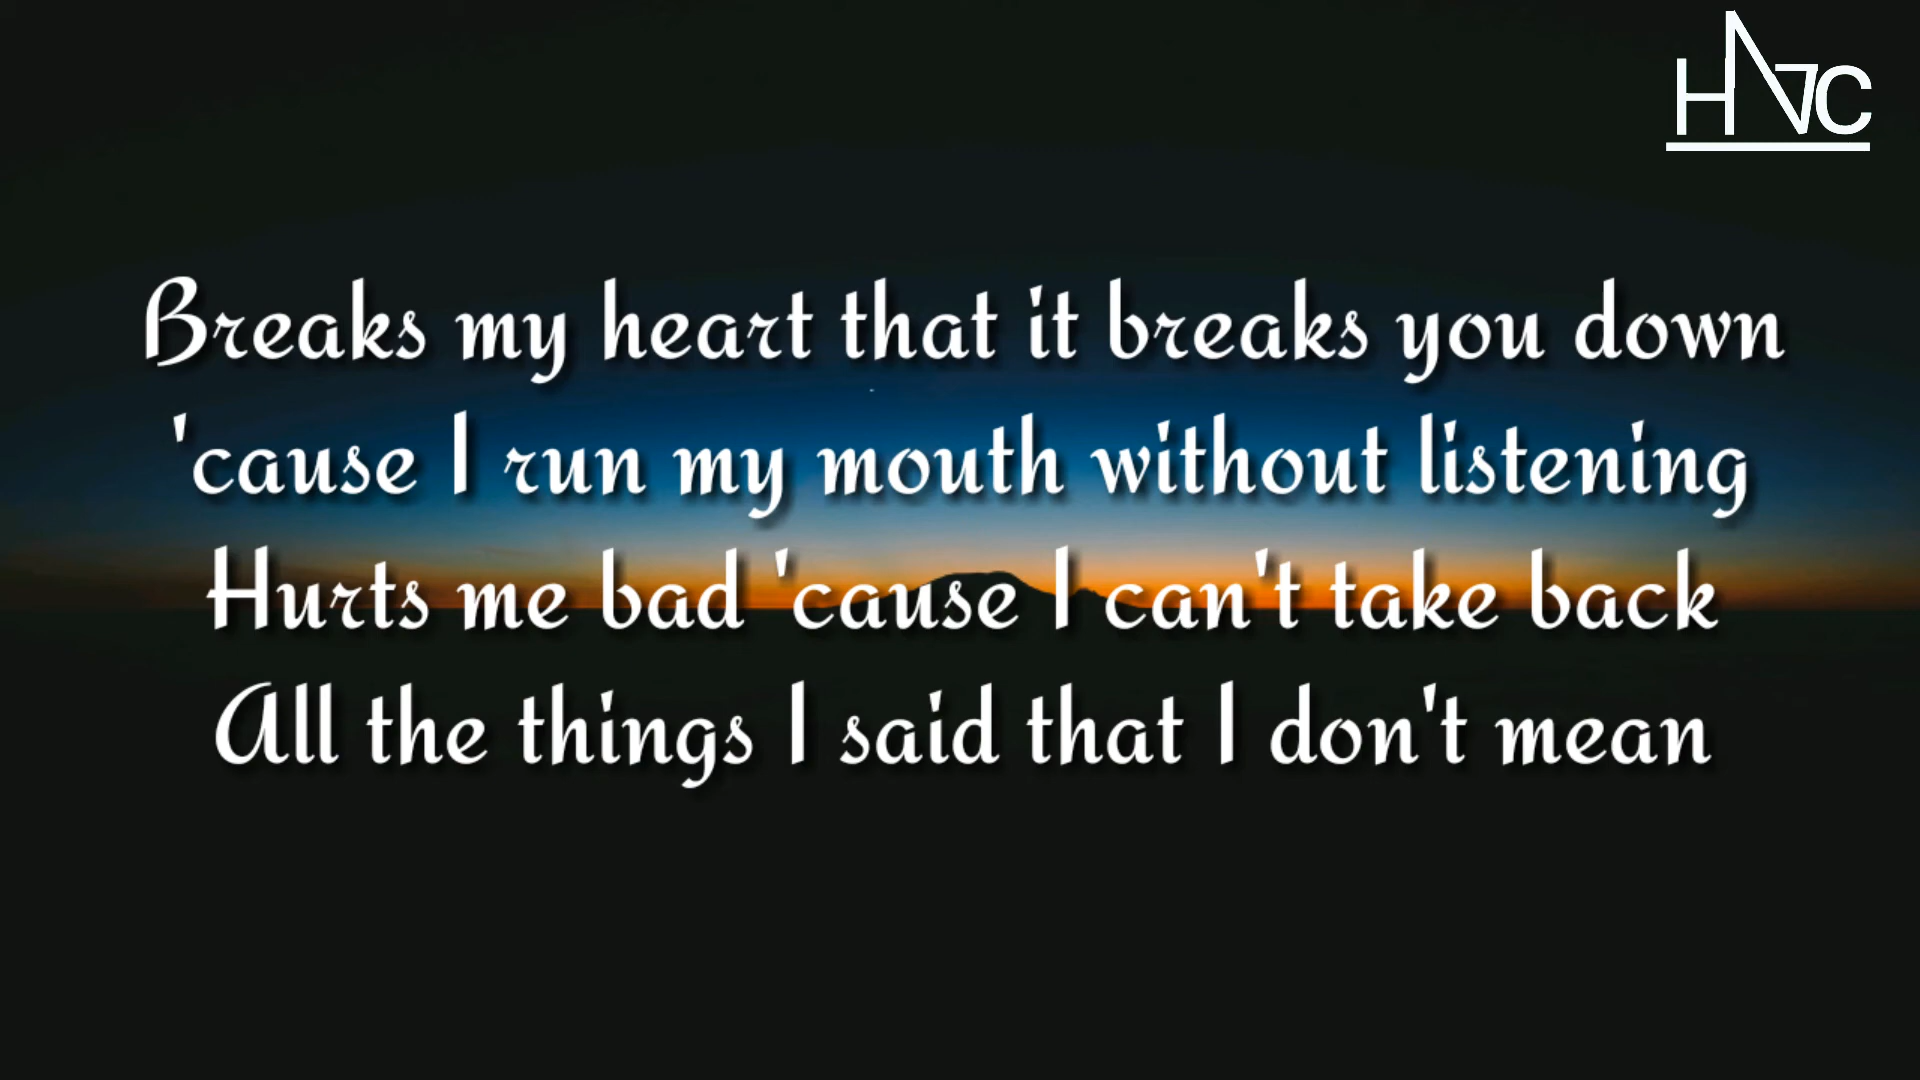 HNC
Breaks my heart that it breaks you down
'cause I run my mouth without listening
Hurts me bad 'cause I can't take back
All the things I said that I don't mean